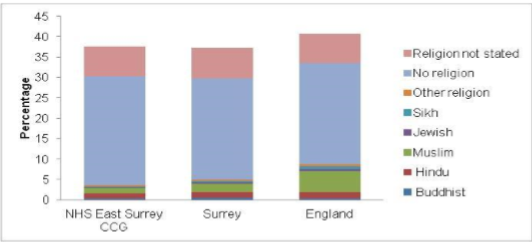 45
40
35
30
25
20
15
10
5
0
Percentage
NHS East Surrey
CCG
Surrey
England
Religion not stated
No religion
Other religion
Sikh
Jewish
Muslim
Hindu
Buddhist